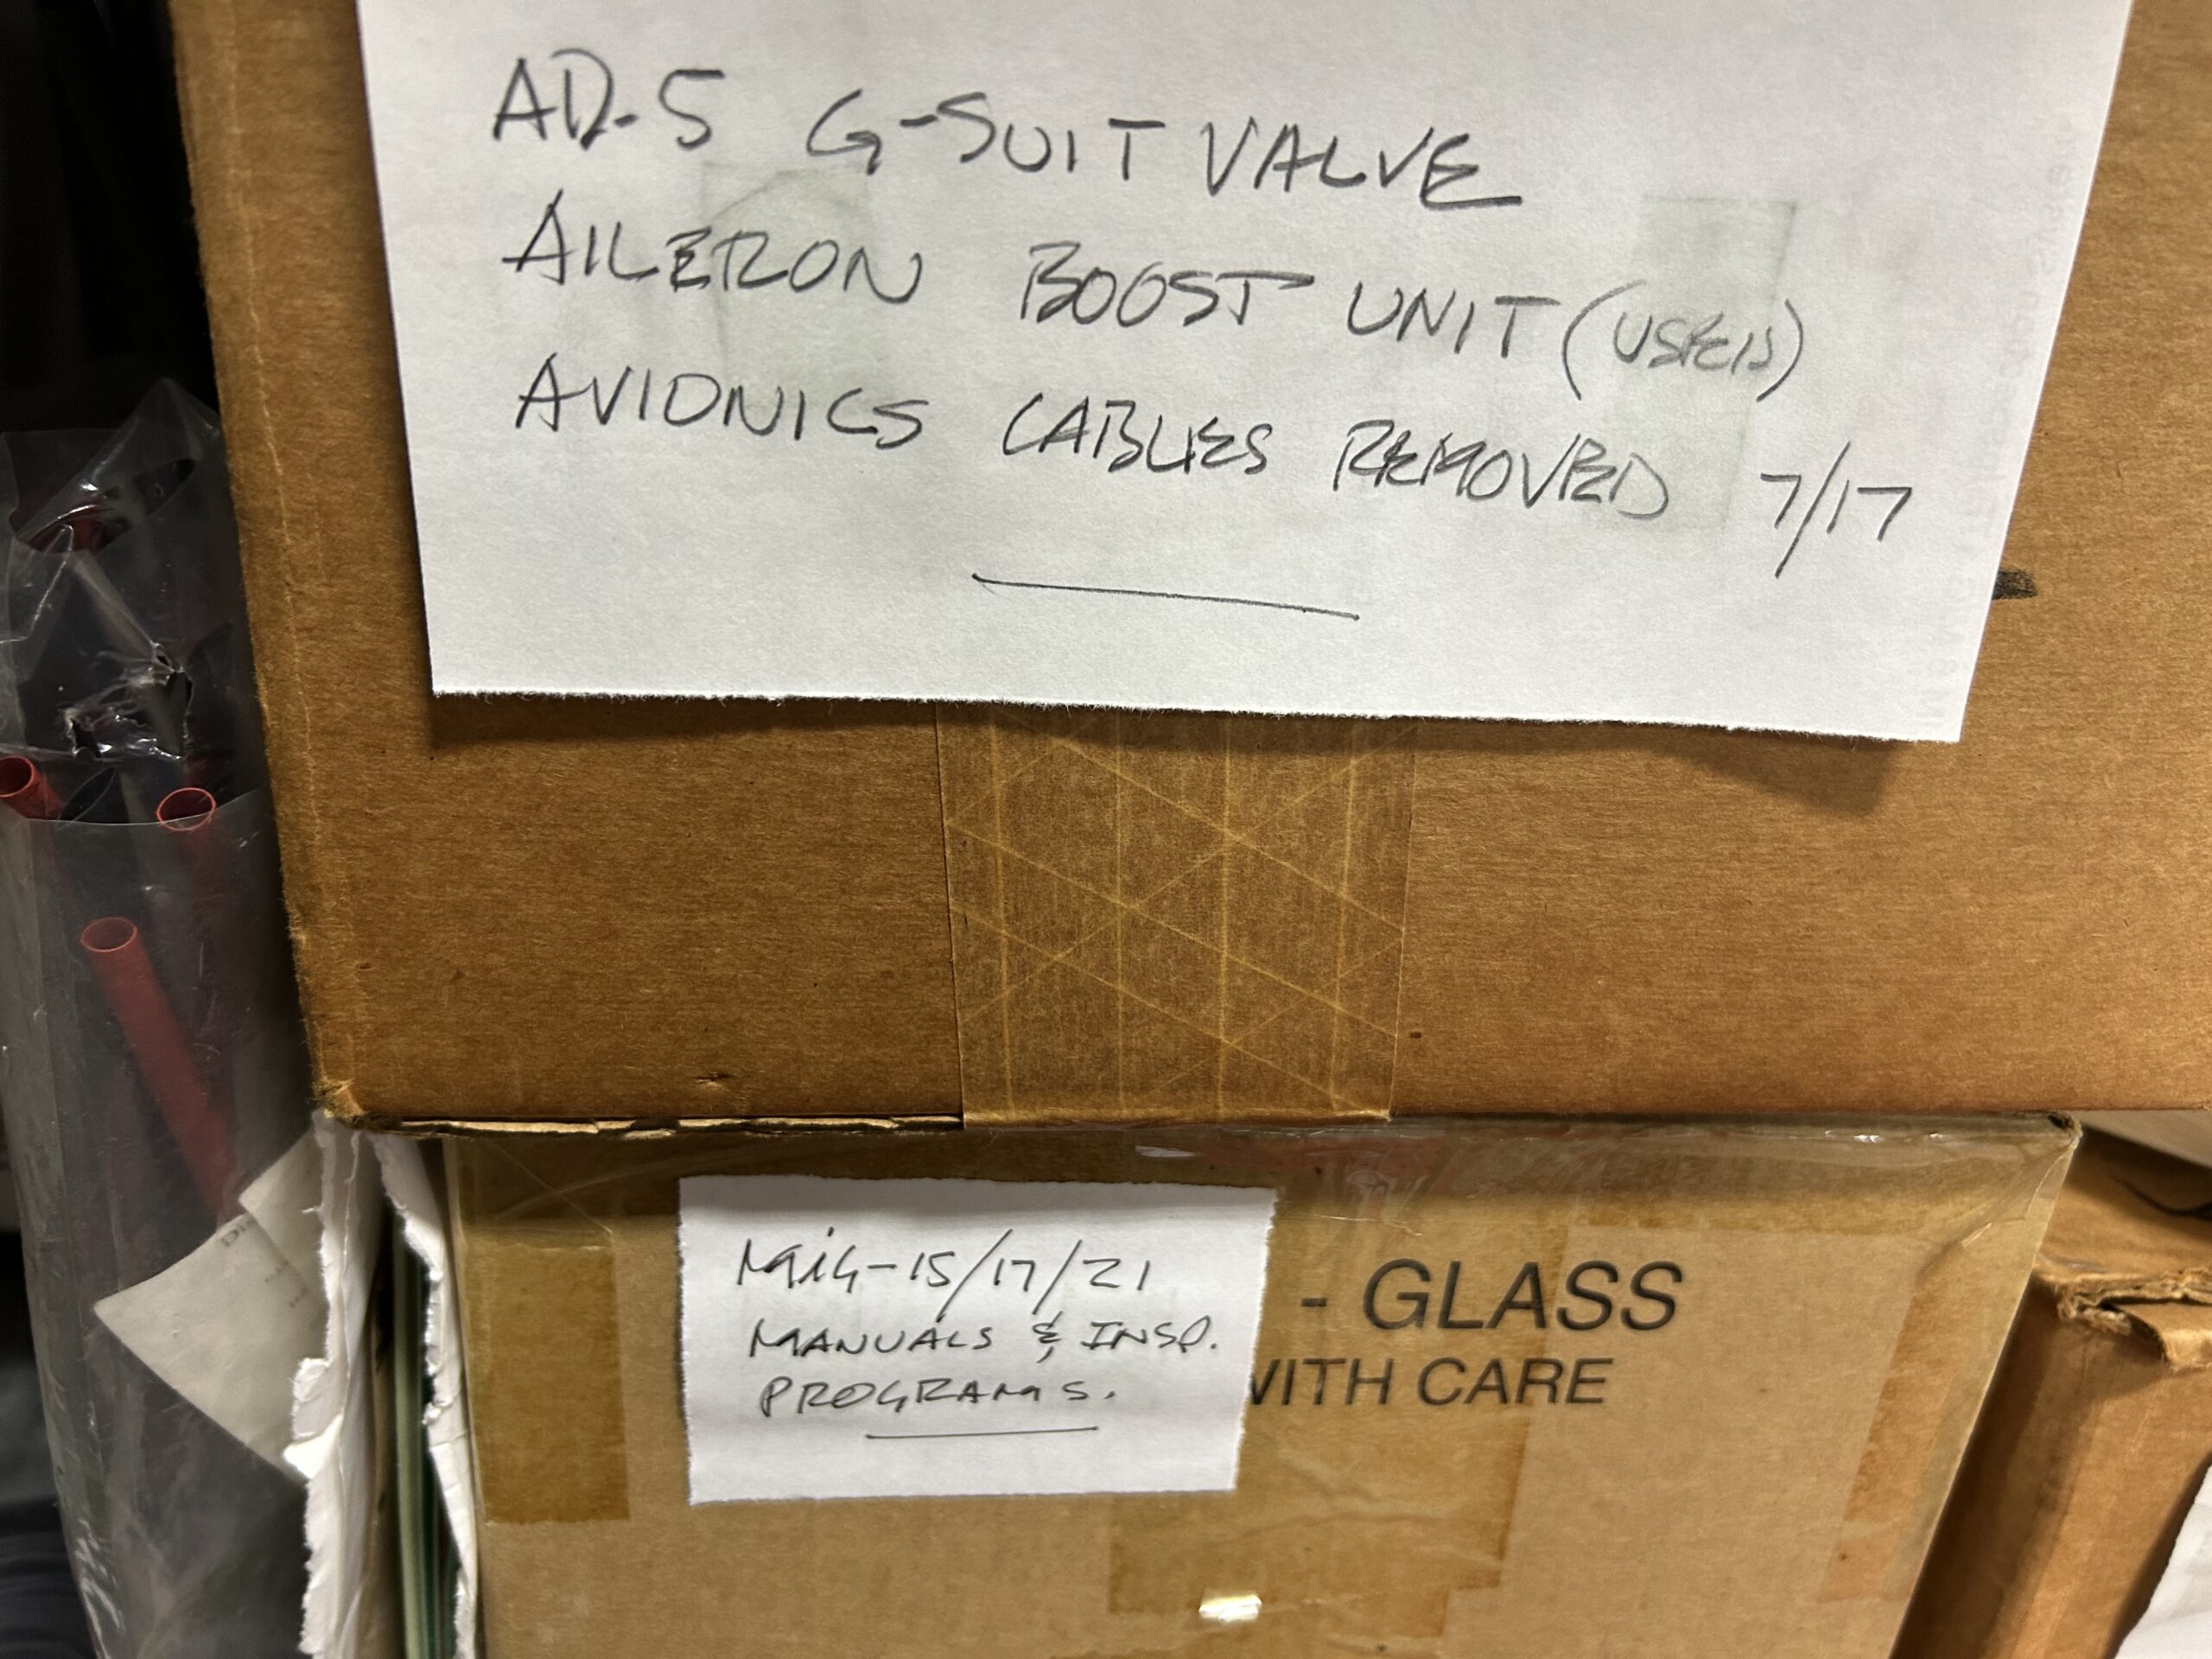 AD-5 G-SUIT VALVE
AILERON BOOST UNIT (USED)
AVIONICS CABLES REMOVED 7/17
MiG-15/17/21
MANUALS & INSP.
PROGRAMS.
- GLASS
WITH CARE